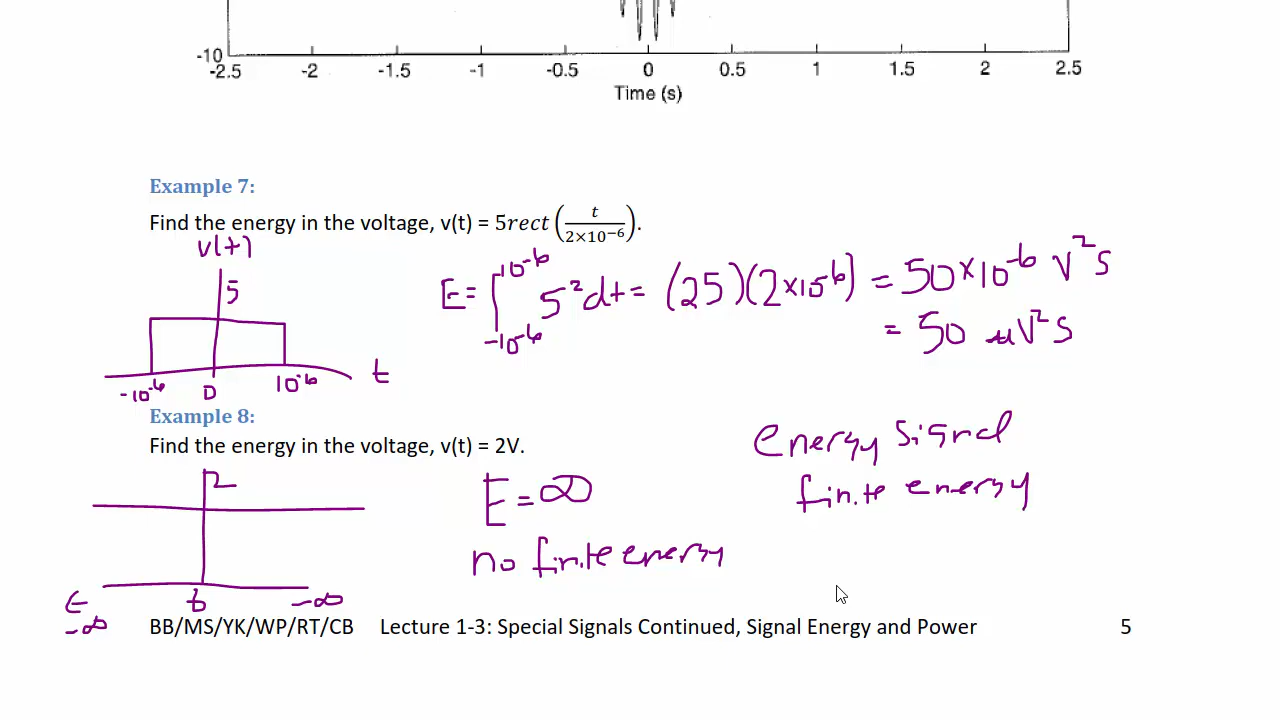 -10
-2.5 -2 -1.5 -1 -0.5 0 0.5 1 1.5 2 2.5
Time (s)
Example 7:
Find the energy in the voltage, v(t) = 5rect(t/(2×10⁻⁶)).
v(t)
5
-10⁻⁶ 0 10⁻⁶ t
E = ∫_{-10⁻⁶}^{10⁻⁶} 5² dt = (25)(2×10⁻⁶) = 50×10⁻⁶ V²s
= 50 μV²s
Example 8:
Find the energy in the voltage, v(t) = 2V.
2
E = ∞
no finite energy
energy signal
finite energy
-∞
-∞
BB/MS/YK/WP/RT/CB Lecture 1-3: Special Signals Continued, Signal Energy and Power 5